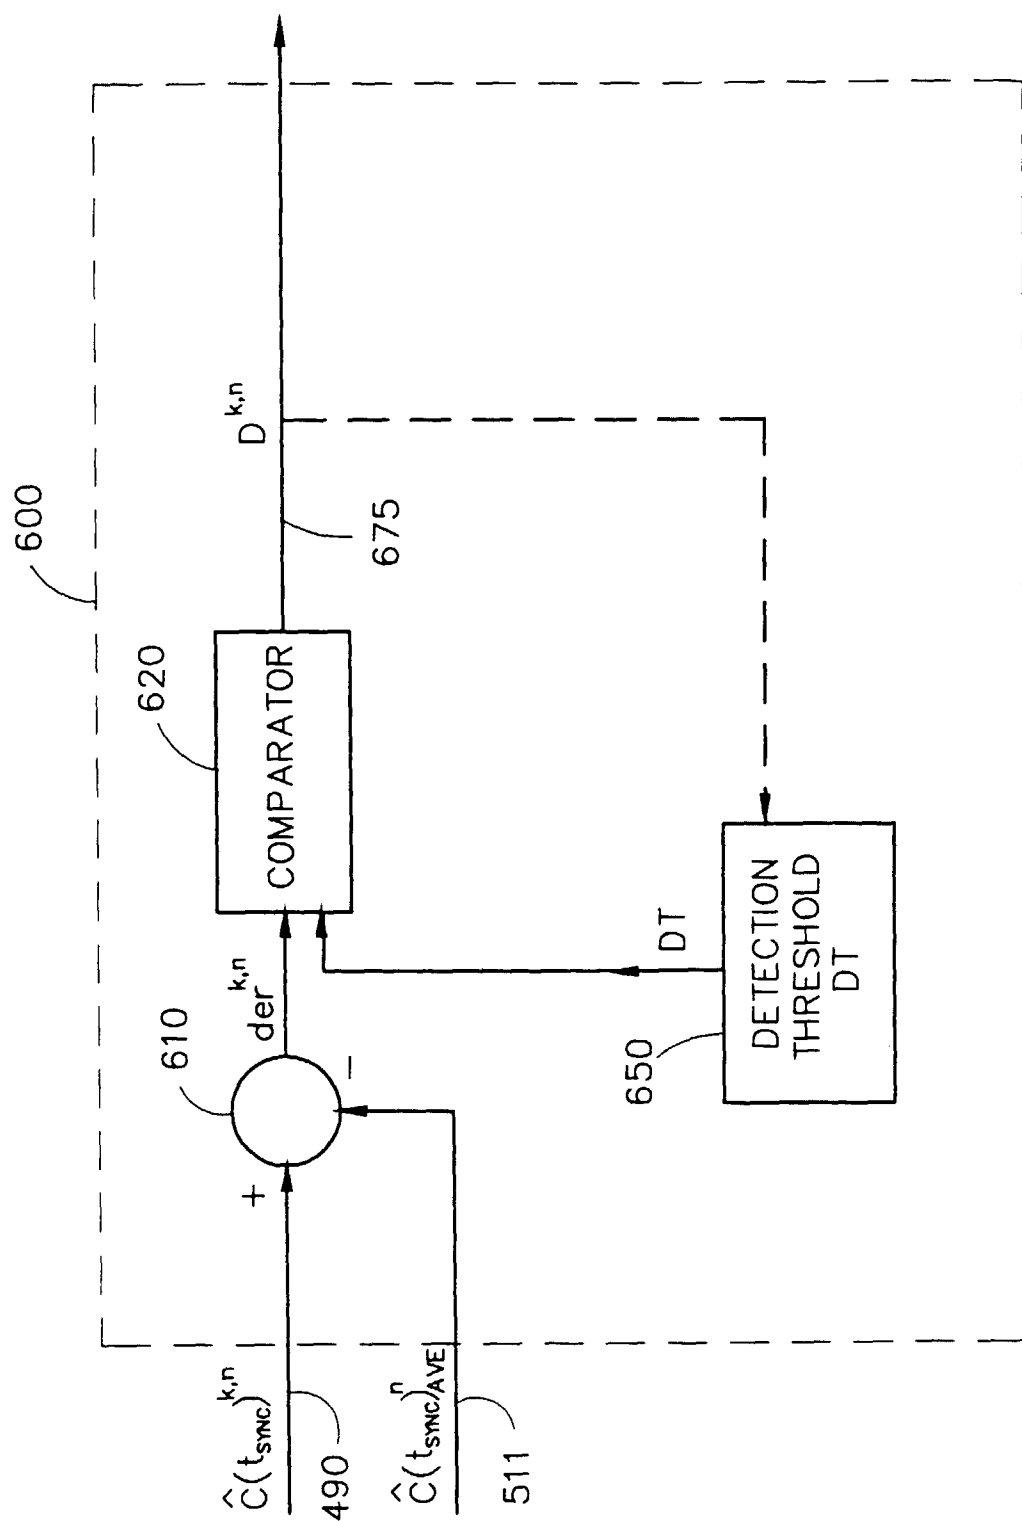 600
Ĉ(t_SYNC)^k,n
490
+
610
der^k,n
620
COMPARATOR
D^k,n
675
Ĉ(t_SYNC)^n_AVE
511
−
DT
650
DETECTION
THRESHOLD
DT